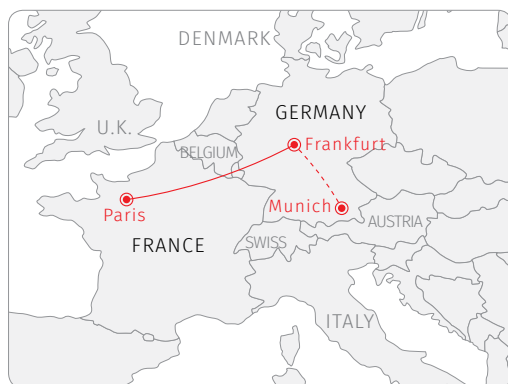 DENMARK
GERMANY
U.K.
Frankfurt
BELGIUM
Munich
Paris
AUSTRIA
FRANCE
SWISS
ITALY